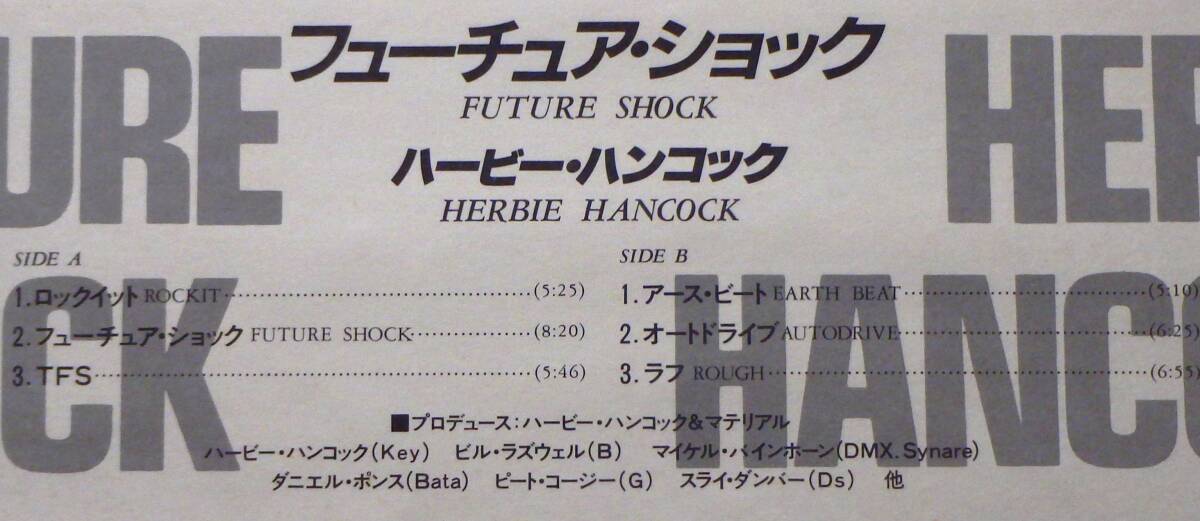 URE
HER
CK
HANCO
フューチュア・ショック
FUTURE SHOCK
ハービー・ハンコック
HERBIE HANCOCK
SIDE A
1.ロックイット ROCKIT (5:25)
2.フューチュア・ショック FUTURE SHOCK (8:20)
3.TFS (5:46)
SIDE B
1.アース・ビート EARTH BEAT (5:10)
2.オートドライブ AUTODRIVE (6:25)
3.ラフ ROUGH (6:55)
■プロデュース:ハービー・ハンコック&マテリアル
ハービー・ハンコック(Key) ビル・ラズウェル(B) マイケル・バインホーン(DMX.Synare)
ダニエル・ポンス(Bata) ピート・コージー(G) スライ・ダンバー(Ds) 他